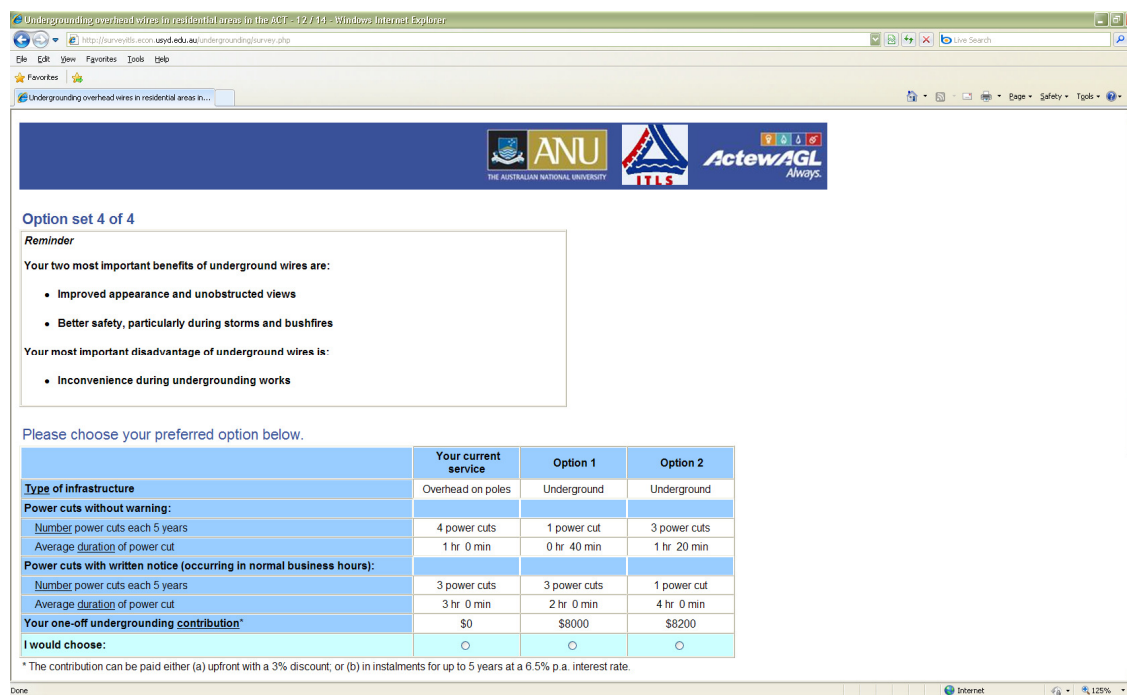 Undergrounding overhead wires in residential areas in the ACT - 12 / 14 - Windows Internet Explorer
http://surveyitls.econ.usyd.edu.au/undergrounding/survey.php
Live Search
File Edit View Favorites Tools Help
Favorites
Undergrounding overhead wires in residential areas in...
Page Safety Tools
ANU
THE AUSTRALIAN NATIONAL UNIVERSITY
ITLS
ActewAGL
Always.
Option set 4 of 4
Reminder
Your two most important benefits of underground wires are:
• Improved appearance and unobstructed views
• Better safety, particularly during storms and bushfires
Your most important disadvantage of underground wires is:
• Inconvenience during undergrounding works
Please choose your preferred option below.
Your current service Option 1 Option 2
Type of infrastructure Overhead on poles Underground Underground
Power cuts without warning:
Number power cuts each 5 years 4 power cuts 1 power cut 3 power cuts
Average duration of power cut 1 hr 0 min 0 hr 40 min 1 hr 20 min
Power cuts with written notice (occurring in normal business hours):
Number power cuts each 5 years 3 power cuts 3 power cuts 1 power cut
Average duration of power cut 3 hr 0 min 2 hr 0 min 4 hr 0 min
Your one-off undergrounding contribution* $0 $8000 $8200
I would choose:
* The contribution can be paid either (a) upfront with a 3% discount; or (b) in instalments for up to 5 years at a 6.5% p.a. interest rate.
Done Internet 125%